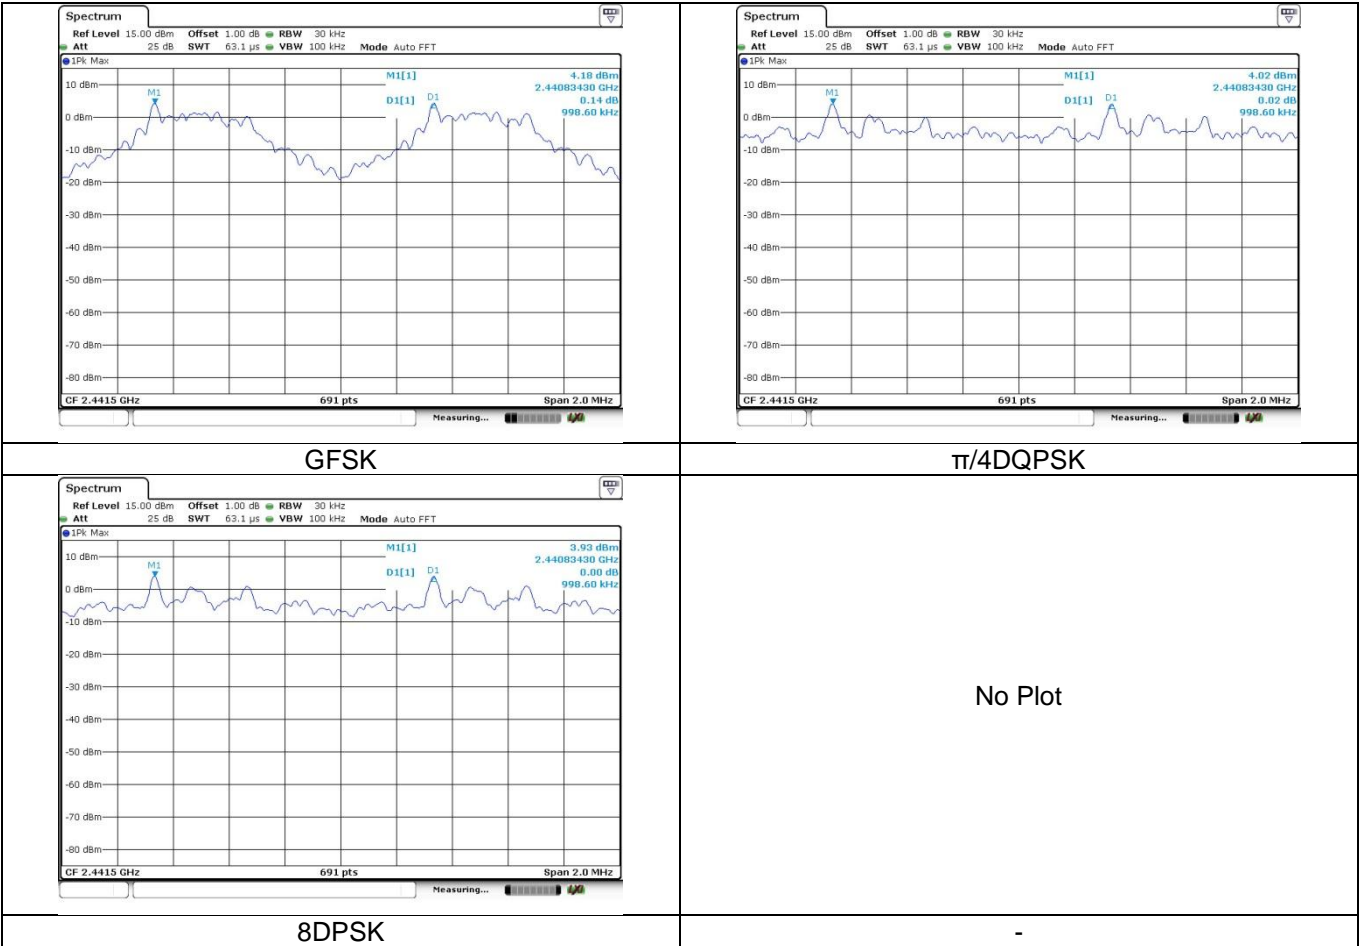 Spectrum
Ref Level 15.00 dBm Offset 1.00 dB RBW 30 kHz
Att 25 dB SWT 63.1 µs VBW 100 kHz Mode Auto FFT
1Pk Max
M1[1] 4.18 dBm
2.44083430 GHz
D1[1] 0.14 dB
998.60 kHz
M1
D1
10 dBm
0 dBm
-10 dBm
-20 dBm
-30 dBm
-40 dBm
-50 dBm
-60 dBm
-70 dBm
-80 dBm
CF 2.4415 GHz 691 pts Span 2.0 MHz
Measuring...
GFSK
Spectrum
Ref Level 15.00 dBm Offset 1.00 dB RBW 30 kHz
Att 25 dB SWT 63.1 µs VBW 100 kHz Mode Auto FFT
1Pk Max
M1[1] 4.02 dBm
2.44083430 GHz
D1[1] 0.02 dB
998.60 kHz
M1
D1
10 dBm
0 dBm
-10 dBm
-20 dBm
-30 dBm
-40 dBm
-50 dBm
-60 dBm
-70 dBm
-80 dBm
CF 2.4415 GHz 691 pts Span 2.0 MHz
Measuring...
π/4DQPSK
Spectrum
Ref Level 15.00 dBm Offset 1.00 dB RBW 30 kHz
Att 25 dB SWT 63.1 µs VBW 100 kHz Mode Auto FFT
1Pk Max
M1[1] 3.93 dBm
2.44083430 GHz
D1[1] 0.00 dB
998.60 kHz
M1
D1
10 dBm
0 dBm
-10 dBm
-20 dBm
-30 dBm
-40 dBm
-50 dBm
-60 dBm
-70 dBm
-80 dBm
CF 2.4415 GHz 691 pts Span 2.0 MHz
Measuring...
8DPSK
No Plot
-